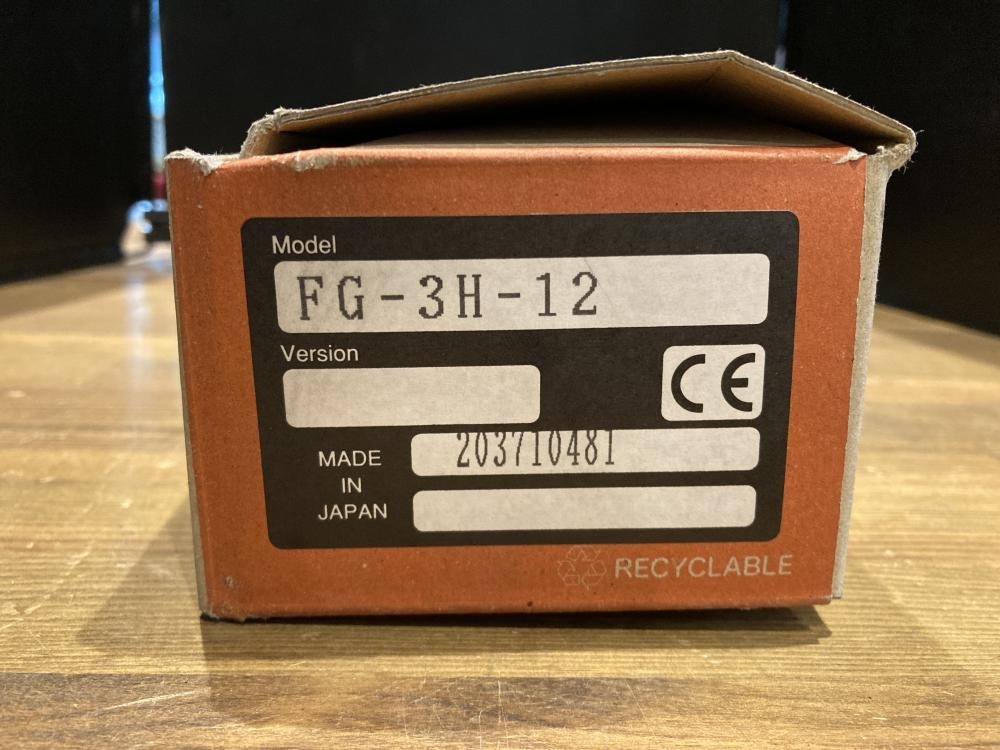 Model
FG-3H-12
Version
CE
MADE
IN
JAPAN
203710481
RECYCLABLE